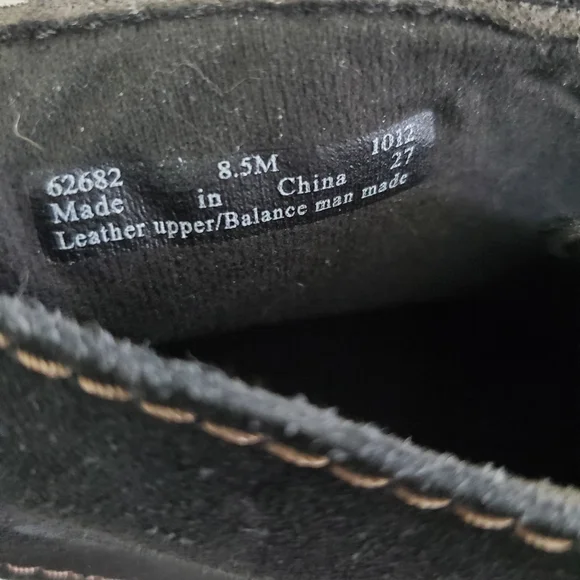 62682 8.5M 1012
Made in China 27
Leather upper/Balance man made